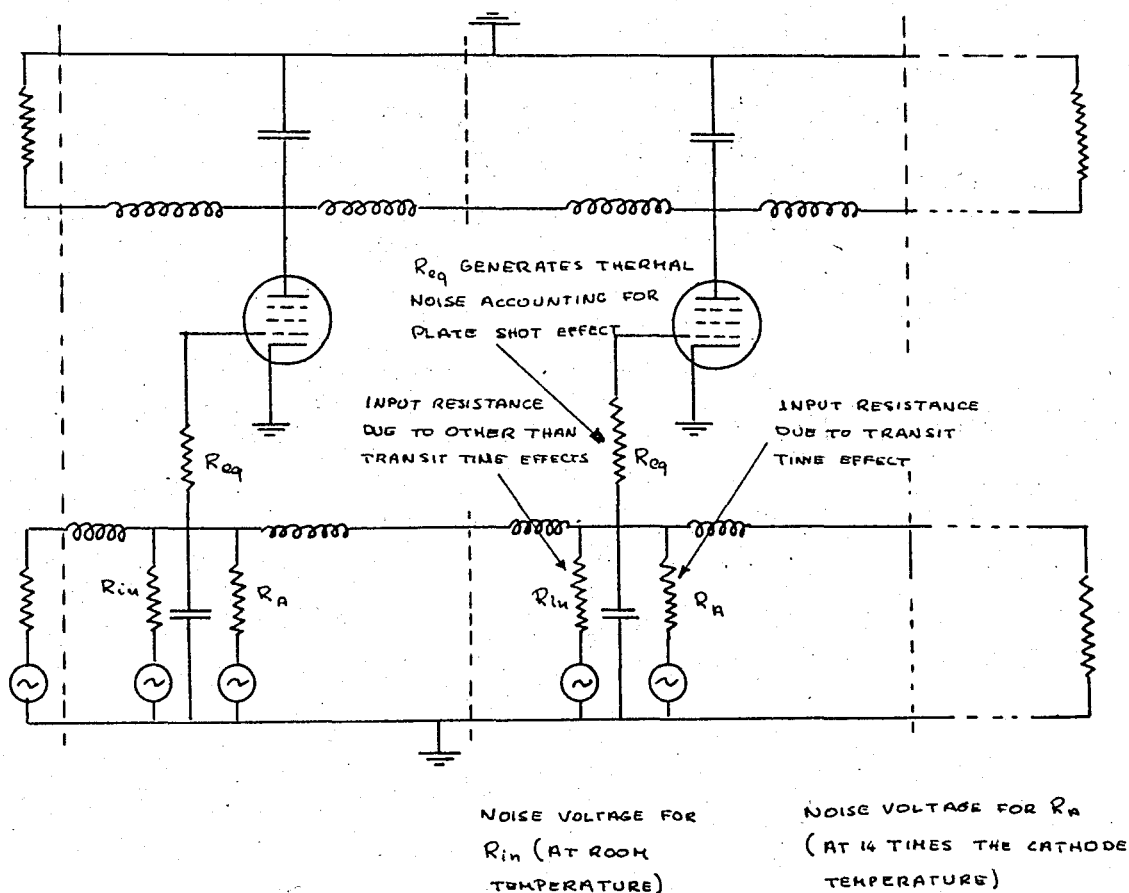 Req GENERATES THERMAL
NOISE ACCOUNTING FOR
PLATE SHOT EFFECT
INPUT RESISTANCE
DUE TO OTHER THAN
TRANSIT TIME EFFECTS
INPUT RESISTANCE
DUE TO TRANSIT
TIME EFFECT
Req
Req
Rin
RA
Rin
RA
NOISE VOLTAGE FOR
Rin (AT ROOM
TEMPERATURE)
NOISE VOLTAGE FOR RA
(AT 14 TIMES THE CATHODE
TEMPERATURE)